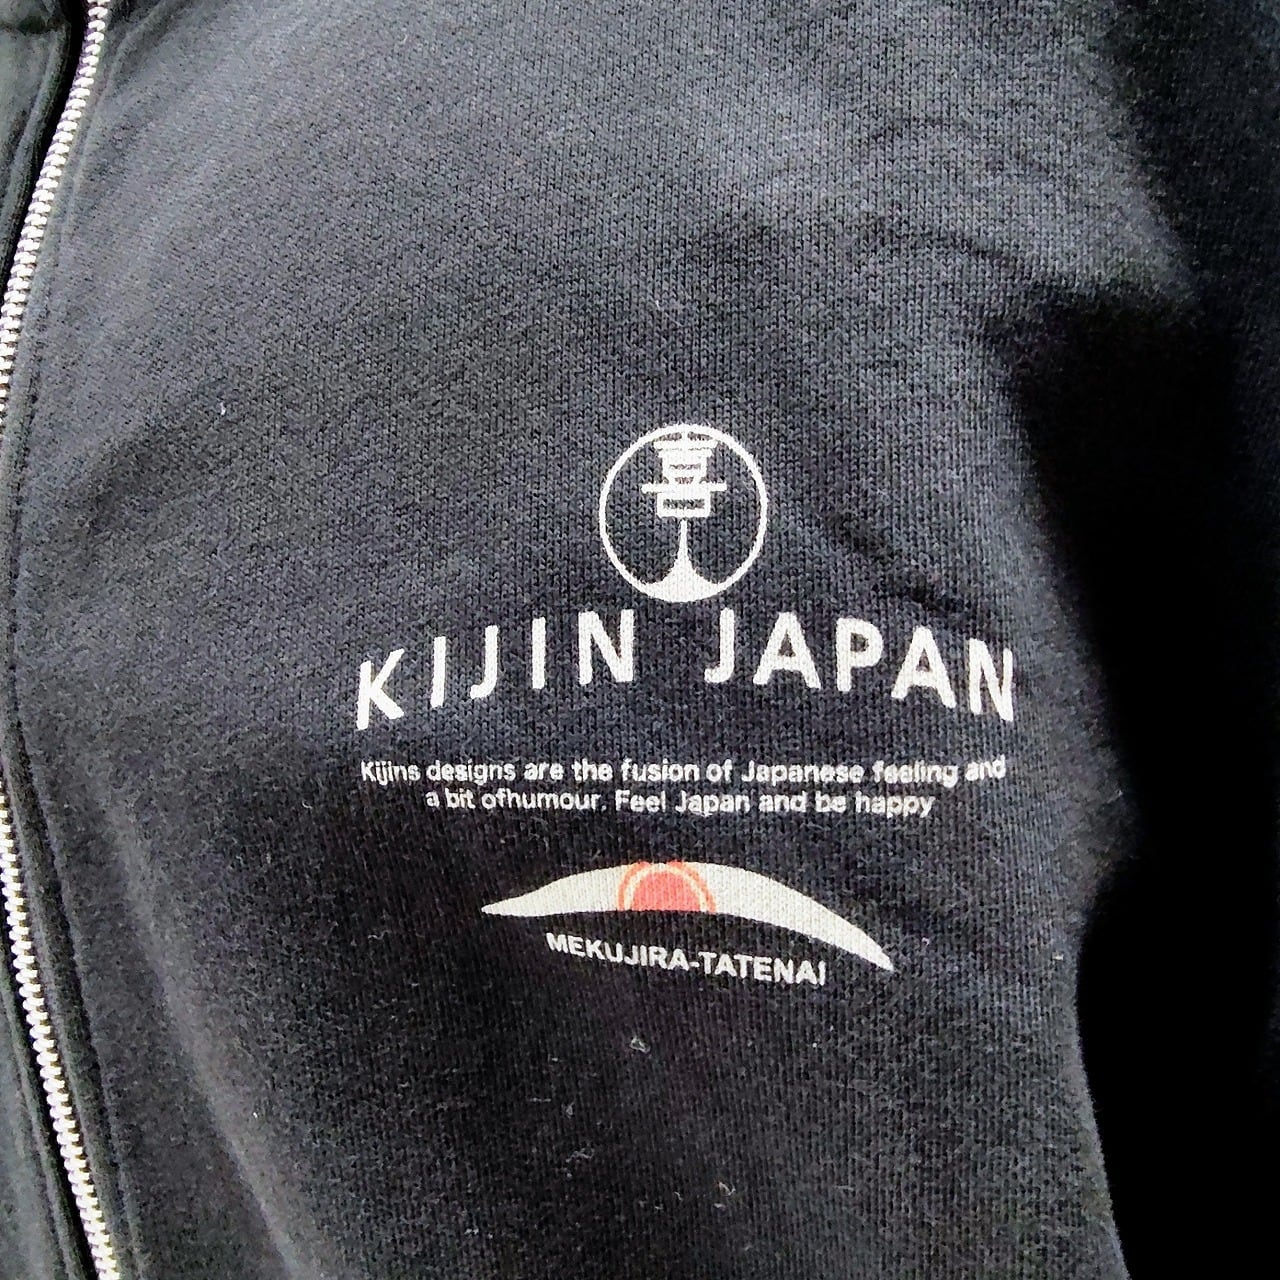 喜人
KIJIN JAPAN
Kijins designs are the fusion of Japanese feeling and
a bit ofhumour. Feel Japan and be happy
MEKUJIRA-TATENAI